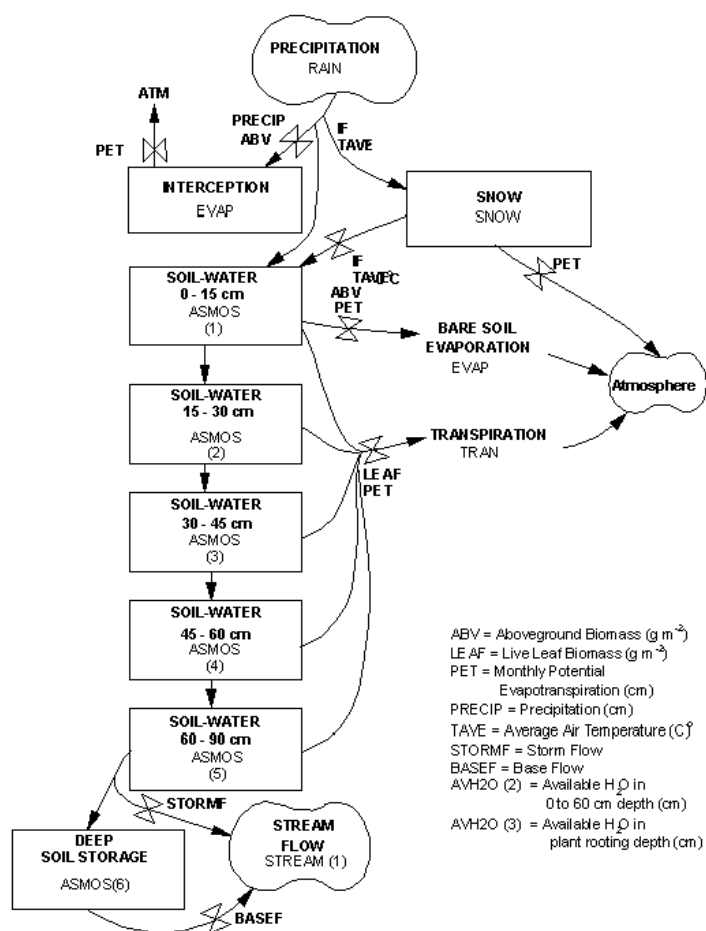 PRECIPITATION
RAIN
ATM
PRECIP
ABV
IF
TAVE
PET
INTERCEPTION
EVAP
SNOW
SNOW
PET
IF
ABV
PET
SOIL-WATER
0 - 15 cm
ASMOS
(1)
BARE SOIL
EVAPORATION
EVAP
Atmosphere
SOIL-WATER
15 - 30 cm
ASMOS
(2)
TRANSPIRATION
TRAN
LEAF
PET
SOIL-WATER
30 - 45 cm
ASMOS
(3)
SOIL-WATER
45 - 60 cm
ASMOS
(4)
SOIL-WATER
60 - 90 cm
ASMOS
(5)
STORMF
DEEP
SOIL STORAGE
ASMOS(6)
STREAM
FLOW
STREAM (1)
BASEF
ABV = Aboveground Biomass (g m⁻²)
LEAF = Live Leaf Biomass (g m⁻²)
PET = Monthly Potential
Evapotranspiration (cm)
PRECIP = Precipitation (cm)
TAVE = Average Air Temperature (C)°
STORMF = Storm Flow
BASEF = Base Flow
AVH2O (2) = Available H₂O in
0 to 60 cm depth (cm)
AVH2O (3) = Available H₂O in
plant rooting depth (cm)